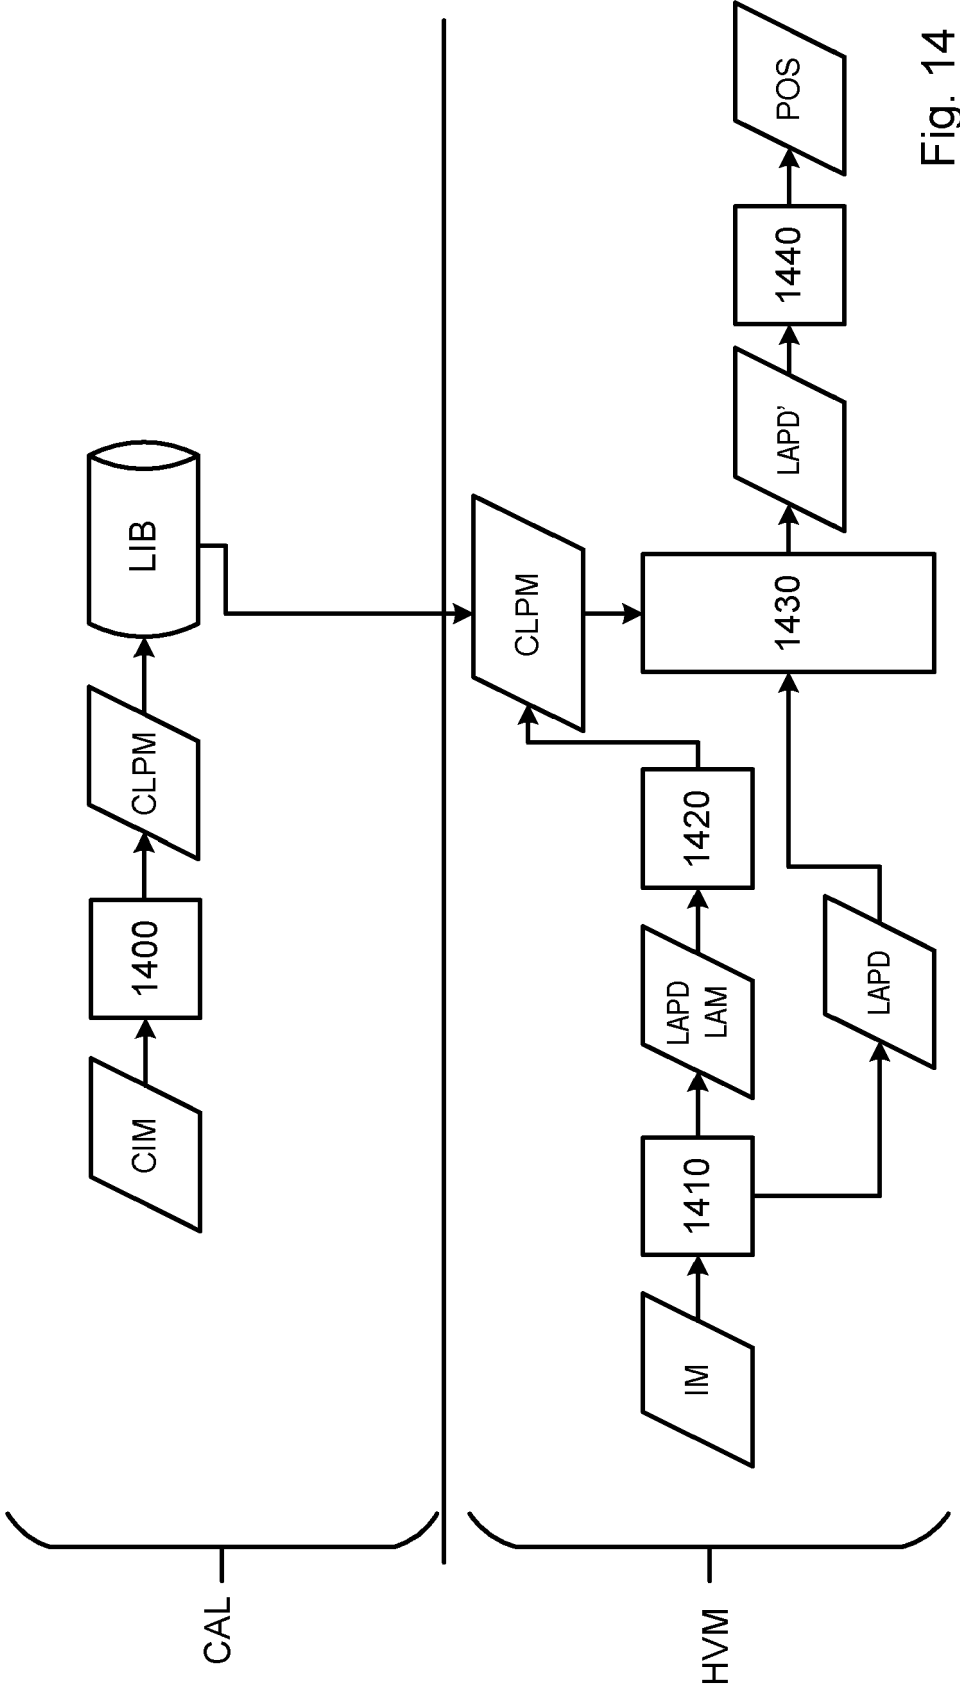 CAL
CIM
1400
CLPM
LIB
HVM
IM
1410
LAPD
LAM
1420
CLPM
LAPD
1430
LAPD'
1440
POS
Fig. 14